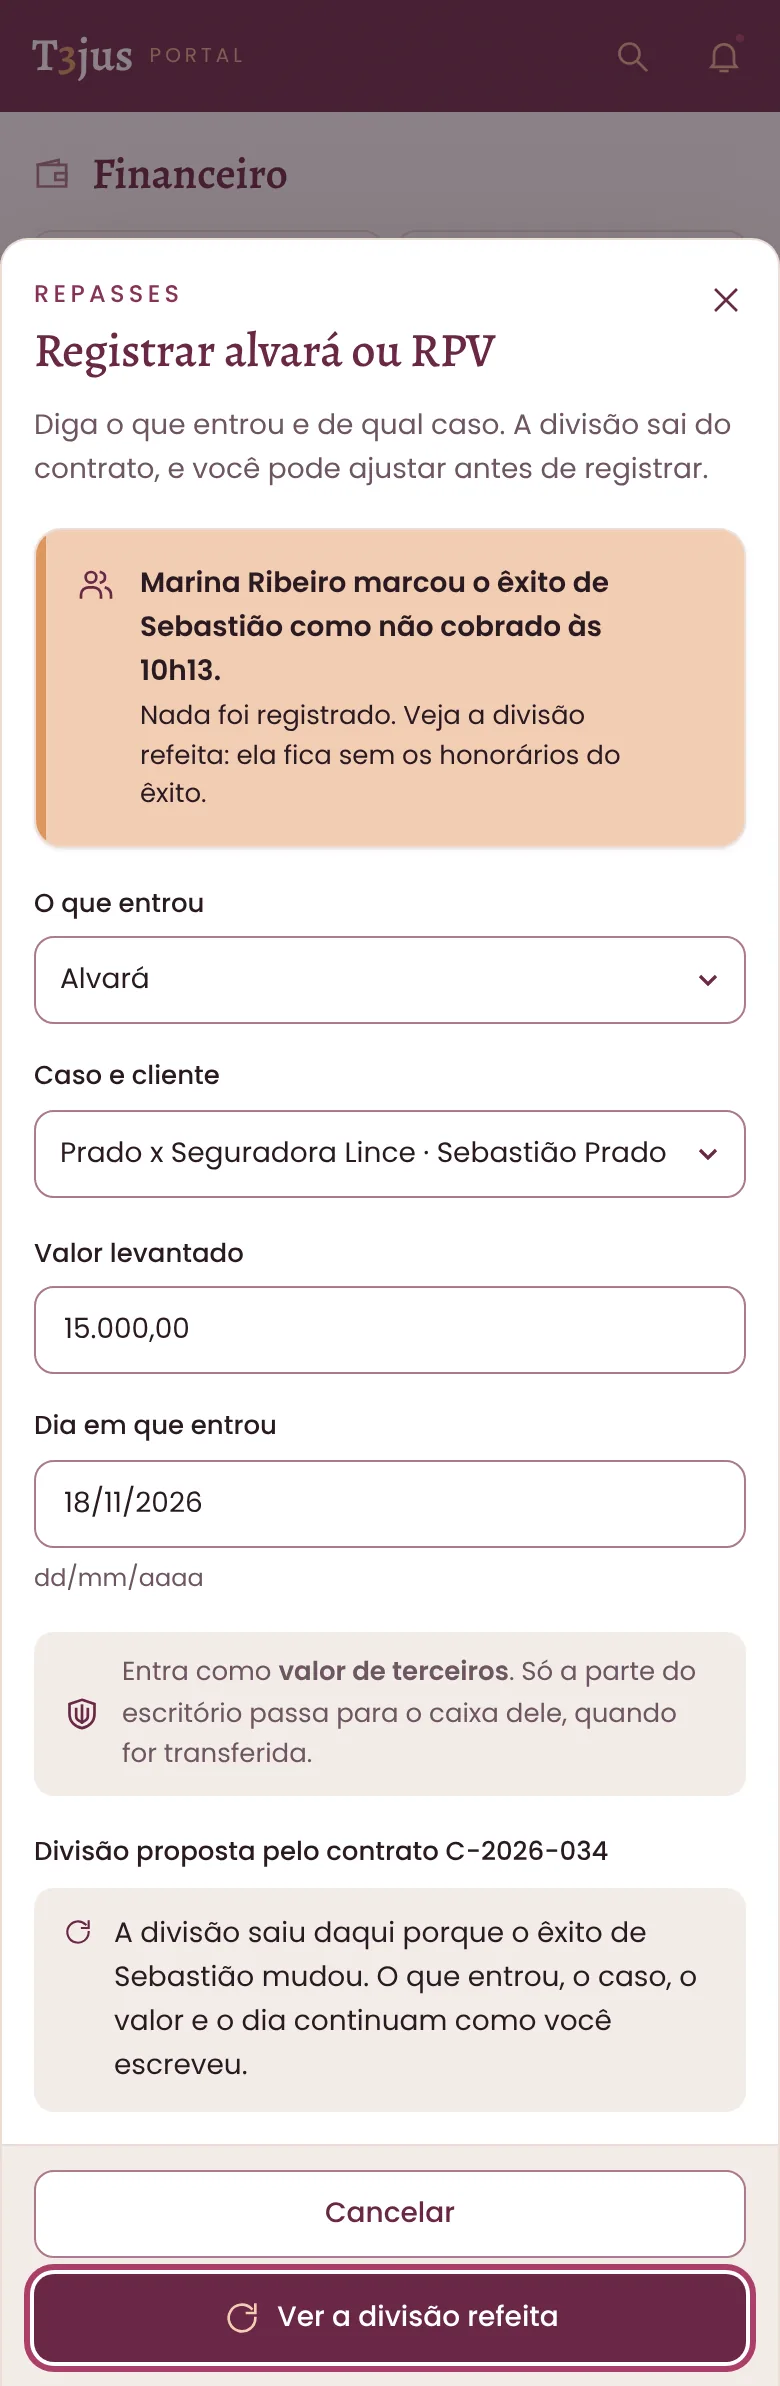 T3jus PORTAL
Financeiro
REPASSES
Registrar alvará ou RPV
Diga o que entrou e de qual caso. A divisão sai do
contrato, e você pode ajustar antes de registrar.
Marina Ribeiro marcou o êxito de
Sebastião como não cobrado às
10h13.
Nada foi registrado. Veja a divisão
refeita: ela fica sem os honorários do
êxito.
O que entrou
Alvará
Caso e cliente
Prado x Seguradora Lince · Sebastião Prado
Valor levantado
15.000,00
Dia em que entrou
18/11/2026
dd/mm/aaaa
Entra como valor de terceiros. Só a parte do
escritório passa para o caixa dele, quando
for transferida.
Divisão proposta pelo contrato C-2026-034
A divisão saiu daqui porque o êxito de
Sebastião mudou. O que entrou, o caso, o
valor e o dia continuam como você
escreveu.
Cancelar
Ver a divisão refeita